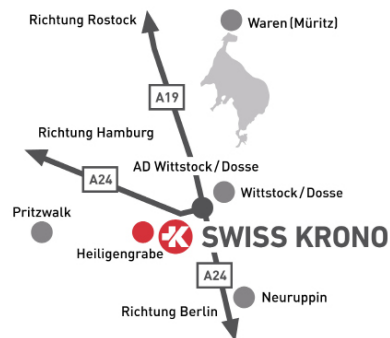 Richtung Rostock
Waren (Müritz)
A19
Richtung Hamburg
AD Wittstock / Dosse
A24
Wittstock / Dosse
Pritzwalk
SWISS KRONO
Heiligengrabe
A24
Neuruppin
Richtung Berlin